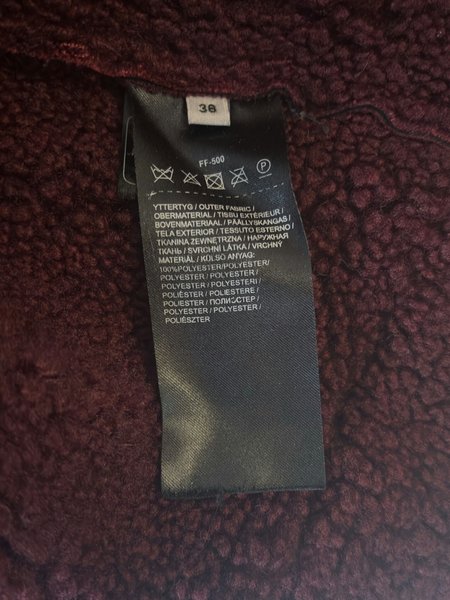 36
FF-500
P
YTTERTYG / OUTER FABRIC /
OBERMATERIAL / TISSU EXTÉRIEUR /
BOVENMATERIAAL / PÄÄLLYSKANGAS /
TELA EXTERIOR / TESSUTO ESTERNO /
TKANINA ZEWNĘTRZNA / НАРУЖНАЯ
ТКАНЬ / SVRCHNÍ LÁTKA / VRCHNÝ
MATERIÁL / KÜLSŐ ANYAG:
100%POLYESTER/POLYESTER/
POLYESTER / POLYESTER /
POLYESTER / POLYESTERI /
POLIÉSTER / POLIESTERE /
POLIESTER / ПОЛИЭСТЕР /
POLYESTER / POLYESTER /
POLIÉSZTER